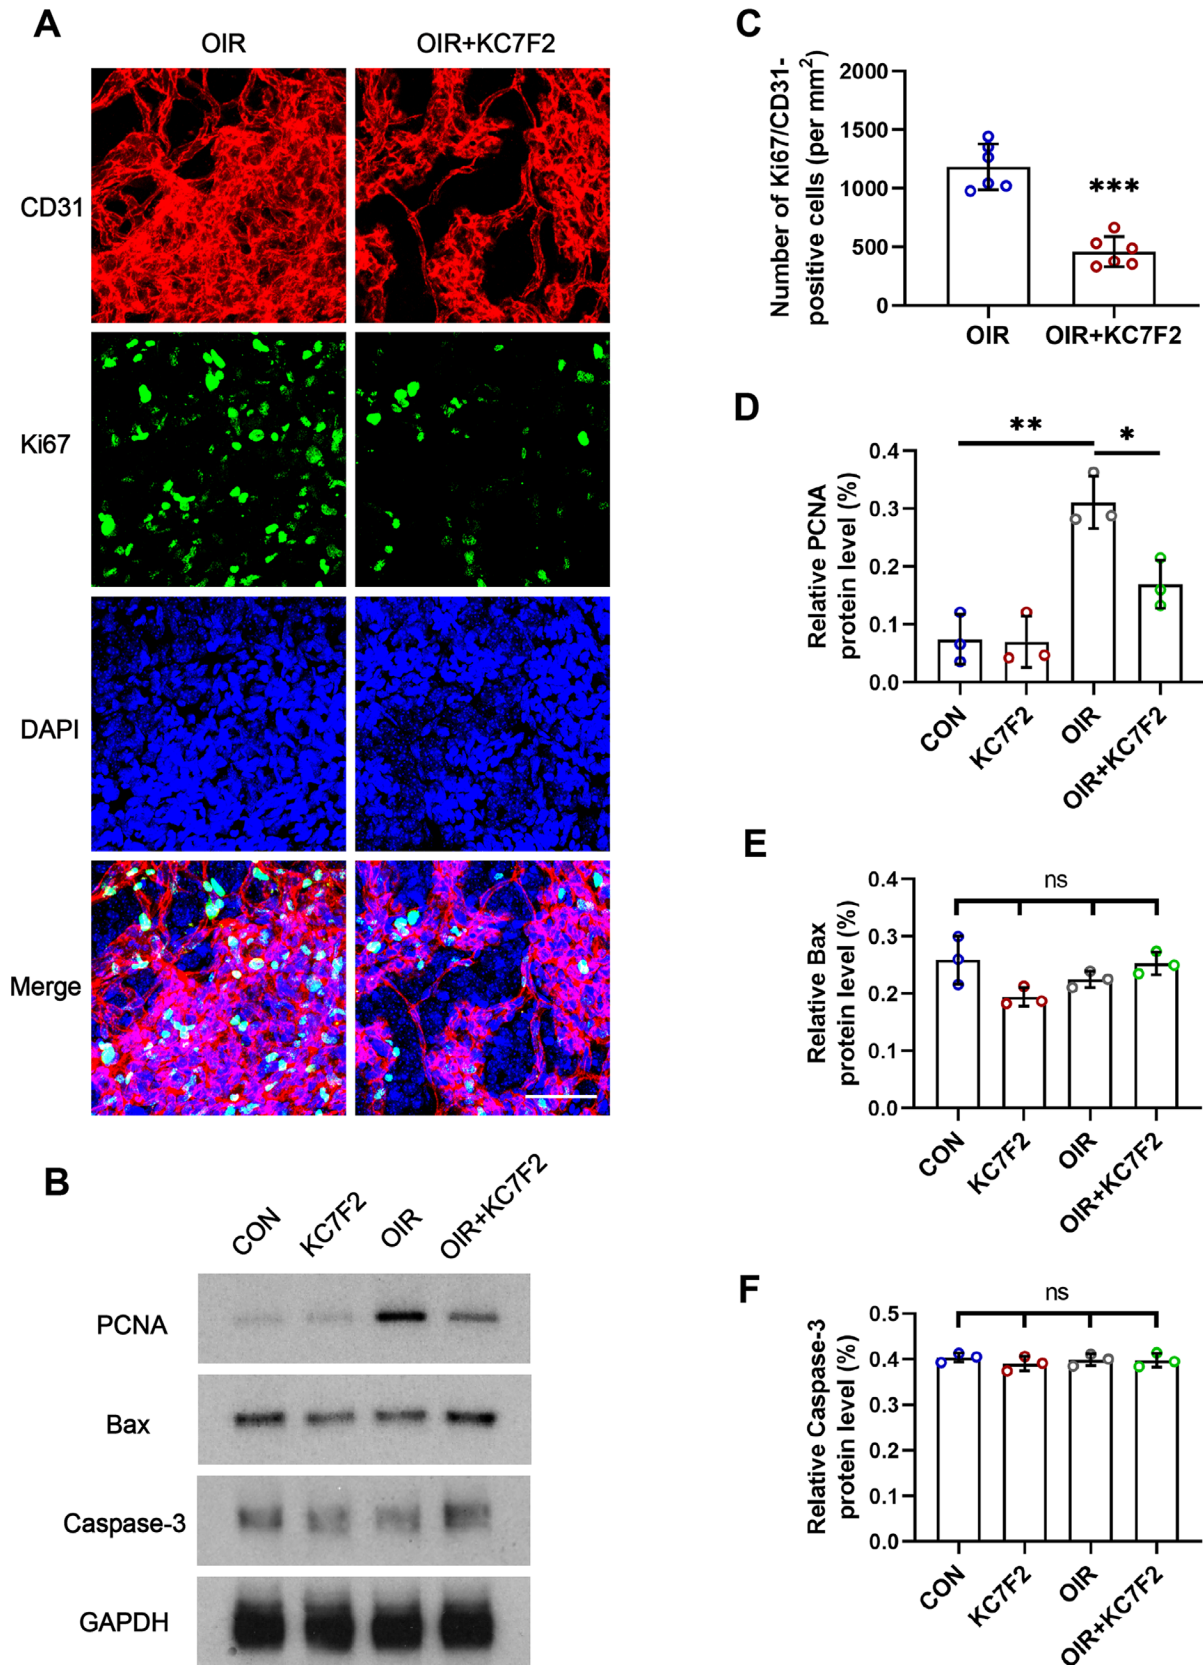 A
OIR
OIR+KC7F2
CD31
Ki67
DAPI
Merge
B
CON
KC7F2
OIR
OIR+KC7F2
PCNA
Bax
Caspase-3
GAPDH
C
Number of Ki67/CD31-
positive cells (per mm²)
2000
1500
1000
500
0
***
OIR
OIR+KC7F2
D
Relative PCNA
protein level (%)
0.4
0.3
0.2
0.1
0.0
**
*
CON
KC7F2
OIR
OIR+KC7F2
E
Relative Bax
protein level (%)
0.4
0.3
0.2
0.1
0.0
ns
CON
KC7F2
OIR
OIR+KC7F2
F
Relative Caspase-3
protein level (%)
0.5
0.4
0.3
0.2
0.1
0.0
ns
CON
KC7F2
OIR
OIR+KC7F2